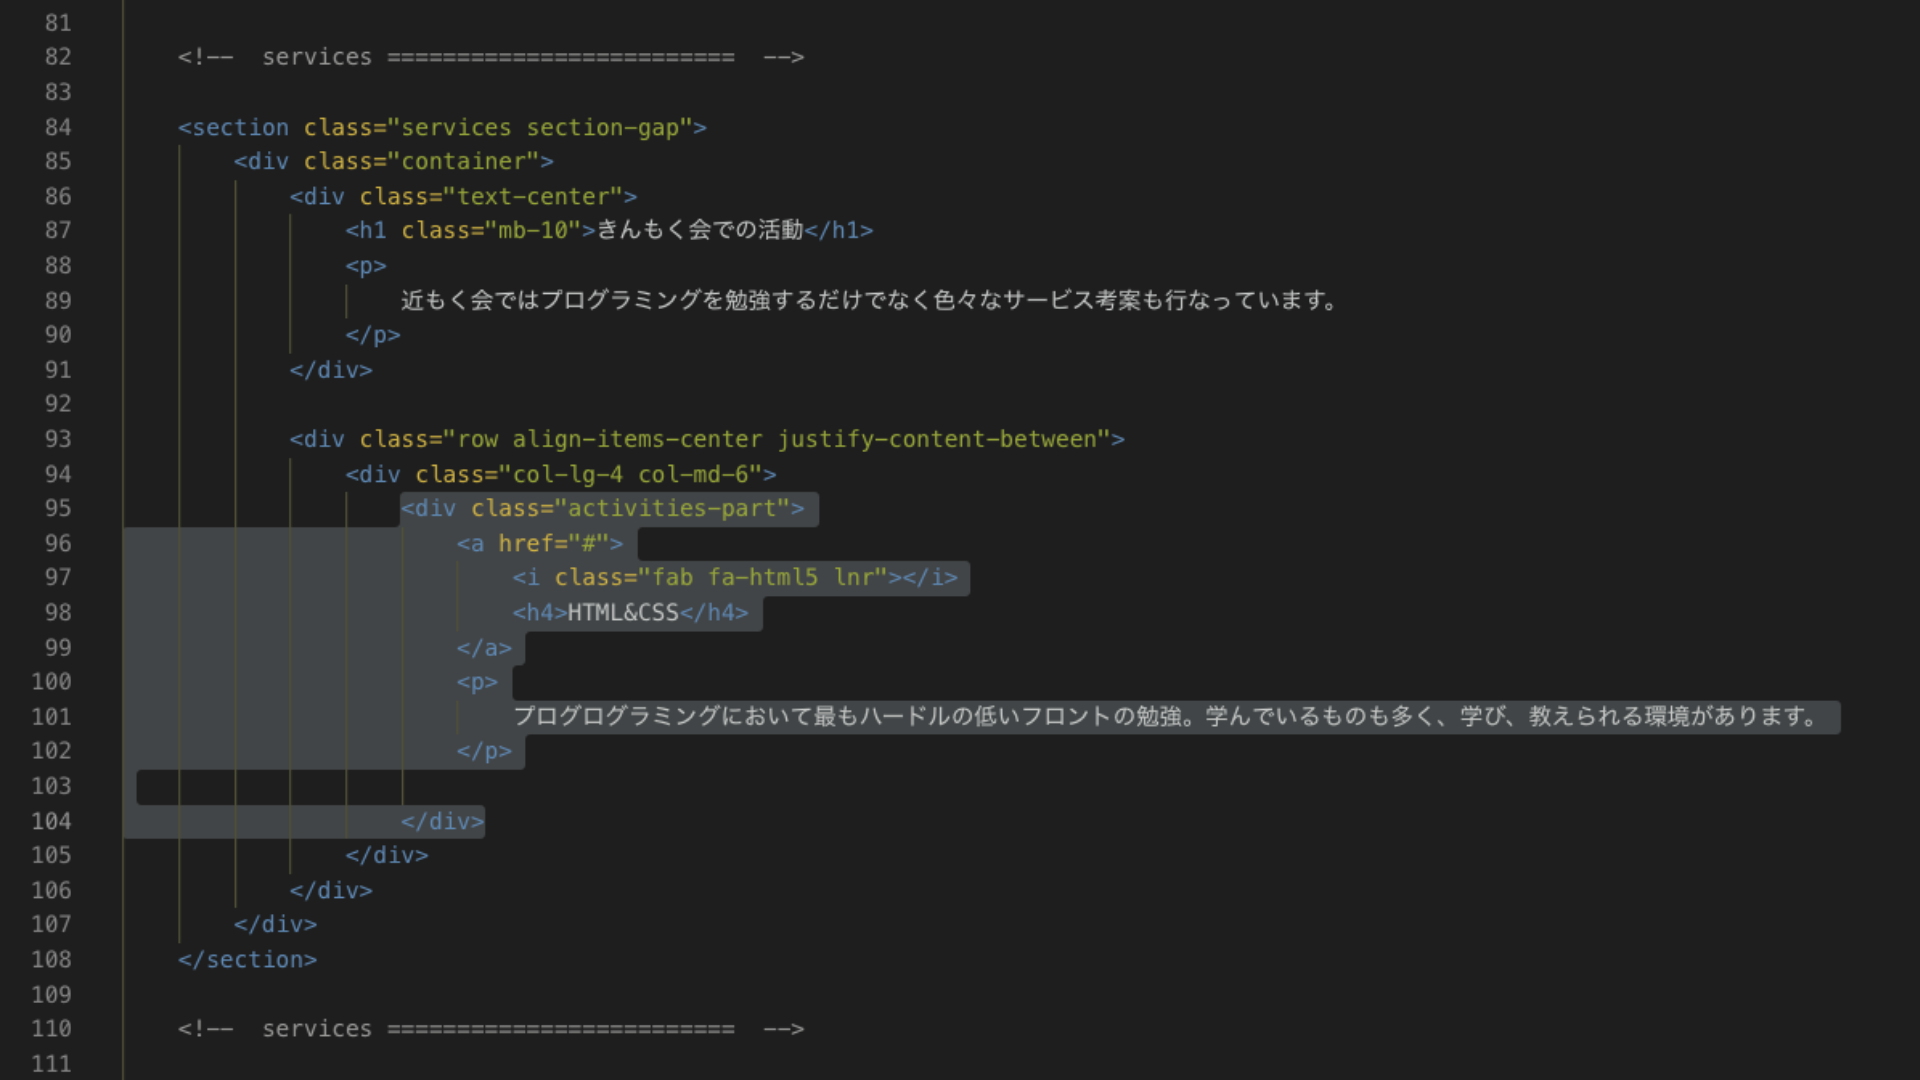 81
82 <!--  services =========================  -->
83
84 <section class="services section-gap">
85 <div class="container">
86 <div class="text-center">
87 <h1 class="mb-10">きんもく会での活動</h1>
88 <p>
89 近もく会ではプログラミングを勉強するだけでなく色々なサービス考案も行なっています。
90 </p>
91 </div>
92
93 <div class="row align-items-center justify-content-between">
94 <div class="col-lg-4 col-md-6">
95 <div class="activities-part">
96 <a href="#">
97 <i class="fab fa-html5 lnr"></i>
98 <h4>HTML&CSS</h4>
99 </a>
100 <p>
101 プログログラミングにおいて最もハードルの低いフロントの勉強。学んでいるものも多く、学び、教えられる環境があります。
102 </p>
103
104 </div>
105 </div>
106 </div>
107 </div>
108 </section>
109
110 <!--  services =========================  -->
111